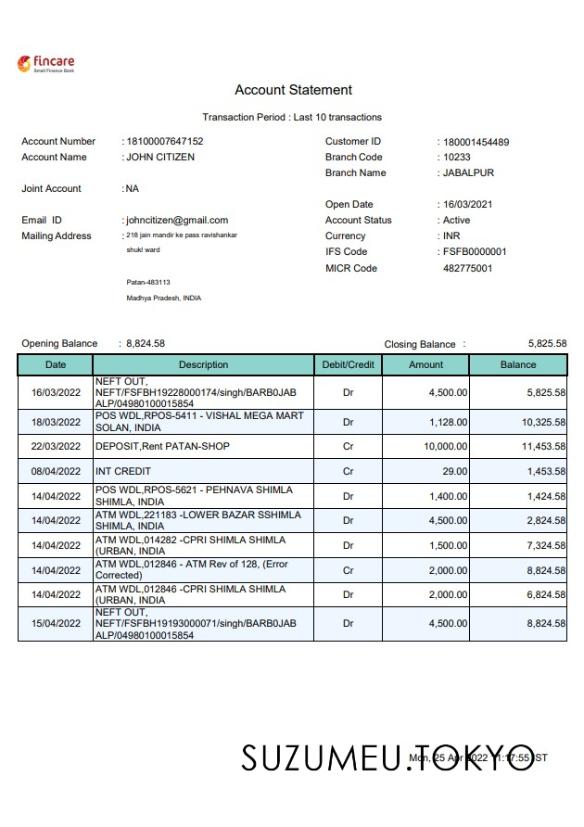 fincare
Small Finance Bank
Account Statement
Transaction Period : Last 10 transactions
Account Number : 18100007647152 Customer ID : 180001454489
Account Name : JOHN CITIZEN Branch Code : 10233
Branch Name : JABALPUR
Joint Account : NA
Open Date : 16/03/2021
Email ID : johncitizen@gmail.com Account Status : Active
Mailing Address : 218 jain mandir ke pass ravishankar Currency : INR
shukl ward IFS Code : FSFB0000001
MICR Code 482775001
Patan-483113
Madhya Pradesh, INDIA
Opening Balance : 8,824.58 Closing Balance : 5,825.58
Date Description Debit/Credit Amount Balance
NEFT OUT,
16/03/2022 NEFT/FSFBH19228000174/singh/BARB0JAB Dr 4,500.00 5,825.58
ALP/04980100015854
POS WDL,RPOS-5411 - VISHAL MEGA MART
18/03/2022 SOLAN, INDIA Dr 1,128.00 10,325.58
22/03/2022 DEPOSIT,Rent PATAN-SHOP Cr 10,000.00 11,453.58
08/04/2022 INT CREDIT Cr 29.00 1,453.58
POS WDL,RPOS-5621 - PEHNAVA SHIMLA
14/04/2022 SHIMLA, INDIA Dr 1,400.00 1,424.58
ATM WDL,221183 -LOWER BAZAR SSHIMLA
14/04/2022 SHIMLA, INDIA Dr 4,500.00 2,824.58
ATM WDL,014282 -CPRI SHIMLA SHIMLA
14/04/2022 (URBAN, INDIA Dr 1,500.00 7,324.58
ATM WDL,012846 - ATM Rev of 128, (Error
14/04/2022 Corrected) Cr 2,000.00 8,824.58
ATM WDL,012846 -CPRI SHIMLA SHIMLA
14/04/2022 (URBAN, INDIA Dr 2,000.00 6,824.58
NEFT OUT,
15/04/2022 NEFT/FSFBH19193000071/singh/BARB0JAB Dr 4,500.00 8,824.58
ALP/04980100015854
SUZUMEU.TOKYO
Mon, 25 Apr 2022 :17:55 IST